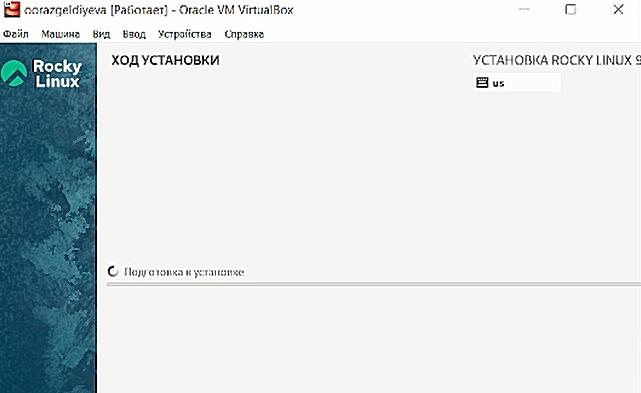 oorazgeldiyeva [Работает] - Oracle VM VirtualBox
Файл Машина Вид Ввод Устройства Справка
Rocky
Linux
ХОД УСТАНОВКИ
УСТАНОВКА ROCKY LINUX 9
us
Подготовка к установке